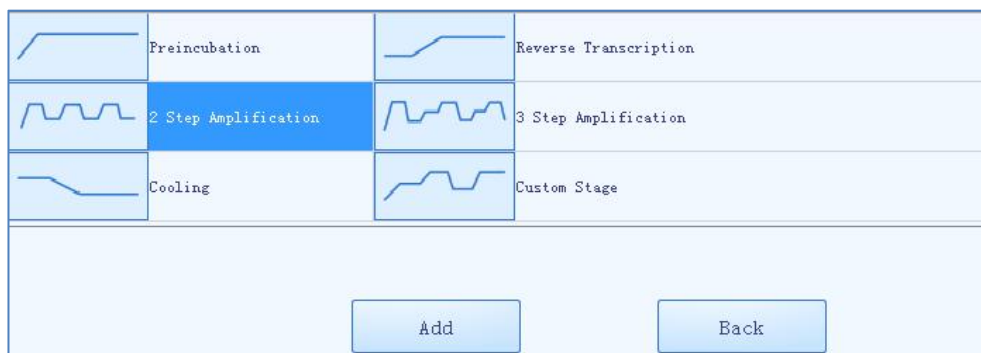 Preincubation
Reverse Transcription
2 Step Amplification
3 Step Amplification
Cooling
Custom Stage
Add
Back